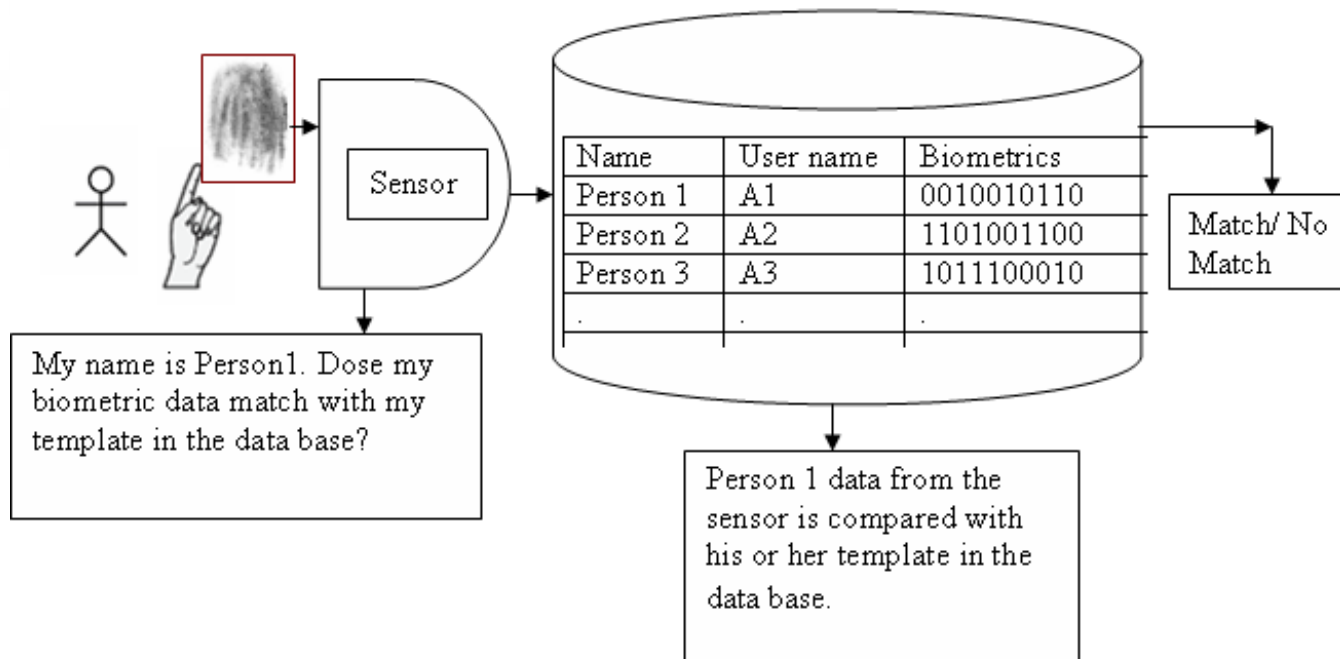 Sensor
Name User name Biometrics
Person 1 A1 0010010110
Person 2 A2 1101001100
Person 3 A3 1011100010
. . .
Match/ No
Match
My name is Person1. Dose my
biometric data match with my
template in the data base?
Person 1 data from the
sensor is compared with
his or her template in the
data base.